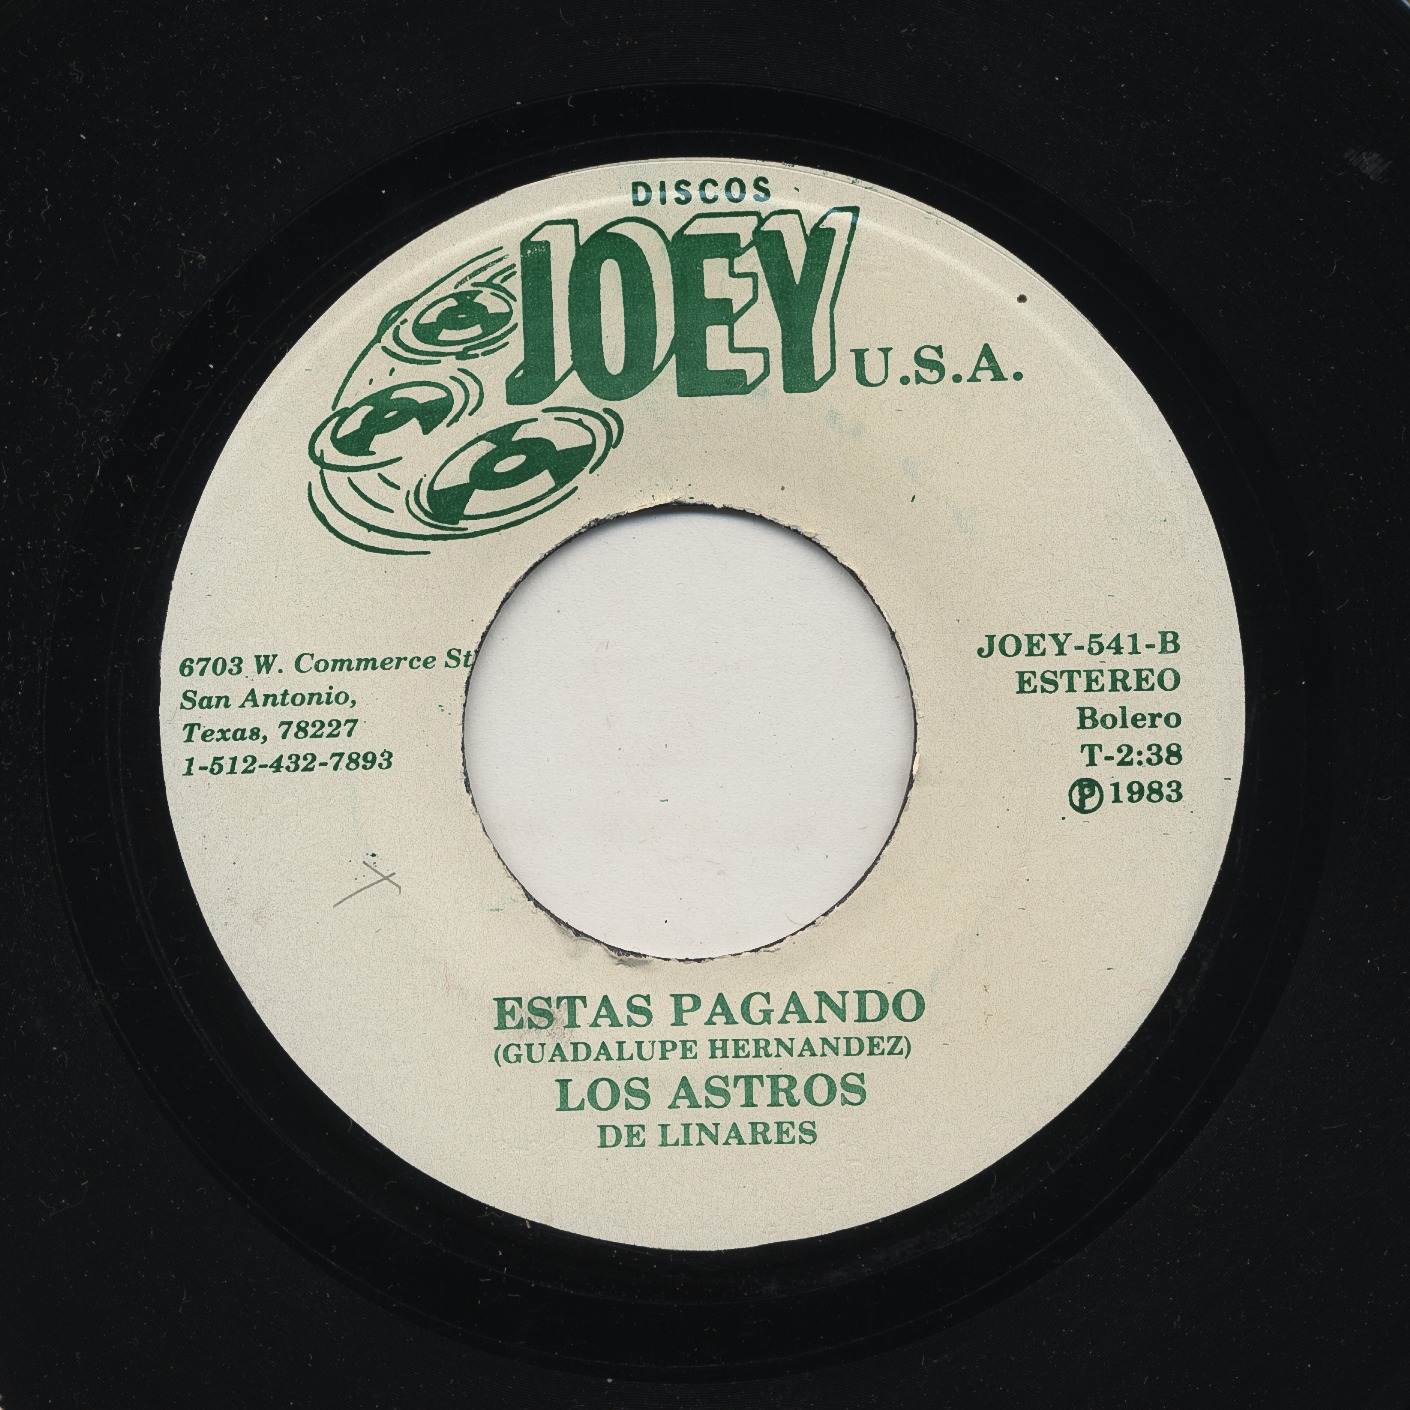 DISCOS
JOEY U.S.A.
6703 W. Commerce St
San Antonio,
Texas, 78227
1-512-432-7893
JOEY-541-B
ESTEREO
Bolero
T-2:38
℗ 1983
ESTAS PAGANDO
(GUADALUPE HERNANDEZ)
LOS ASTROS
DE LINARES